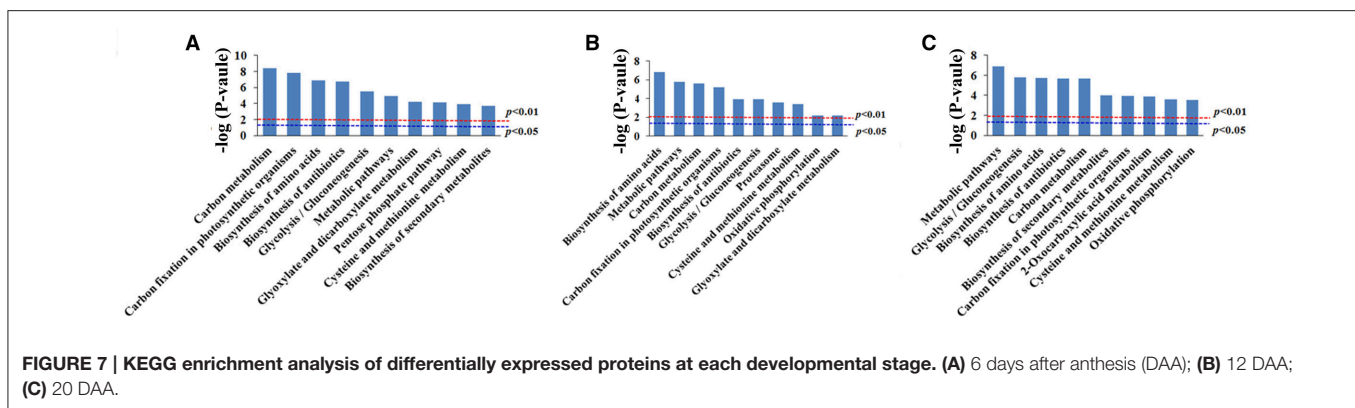 A
-log (P-vaule)
10
8
6
4
2
0
p<0.01
p<0.05
Carbon metabolism
Carbon fixation in photosynthetic organisms
Biosynthesis of amino acids
Biosynthesis of antibiotics
Glycolysis / Gluconeogenesis
Metabolic pathways
Glyoxylate and dicarboxylate metabolism
Pentose phosphate pathway
Cysteine and methionine metabolism
Biosynthesis of secondary metabolites
B
-log (P-vaule)
8
6
4
2
0
p<0.01
p<0.05
Biosynthesis of amino acids
Metabolic pathways
Carbon metabolism
Carbon fixation in photosynthetic organisms
Biosynthesis of antibiotics
Glycolysis / Gluconeogenesis
Proteasome
Cysteine and methionine metabolism
Oxidative phosphorylation
Glyoxylate and dicarboxylate metabolism
C
-log (P-vaule)
8
6
4
2
0
p<0.01
p<0.05
Metabolic pathways
Glycolysis / Gluconeogenesis
Biosynthesis of amino acids
Biosynthesis of antibiotics
Carbon metabolism
Biosynthesis of secondary metabolites
Carbon fixation in photosynthetic organisms
2-Oxocarboxylic acid metabolism
Cysteine and methionine metabolism
Oxidative phosphorylation
FIGURE 7 | KEGG enrichment analysis of differentially expressed proteins at each developmental stage. (A) 6 days after anthesis (DAA); (B) 12 DAA;
(C) 20 DAA.